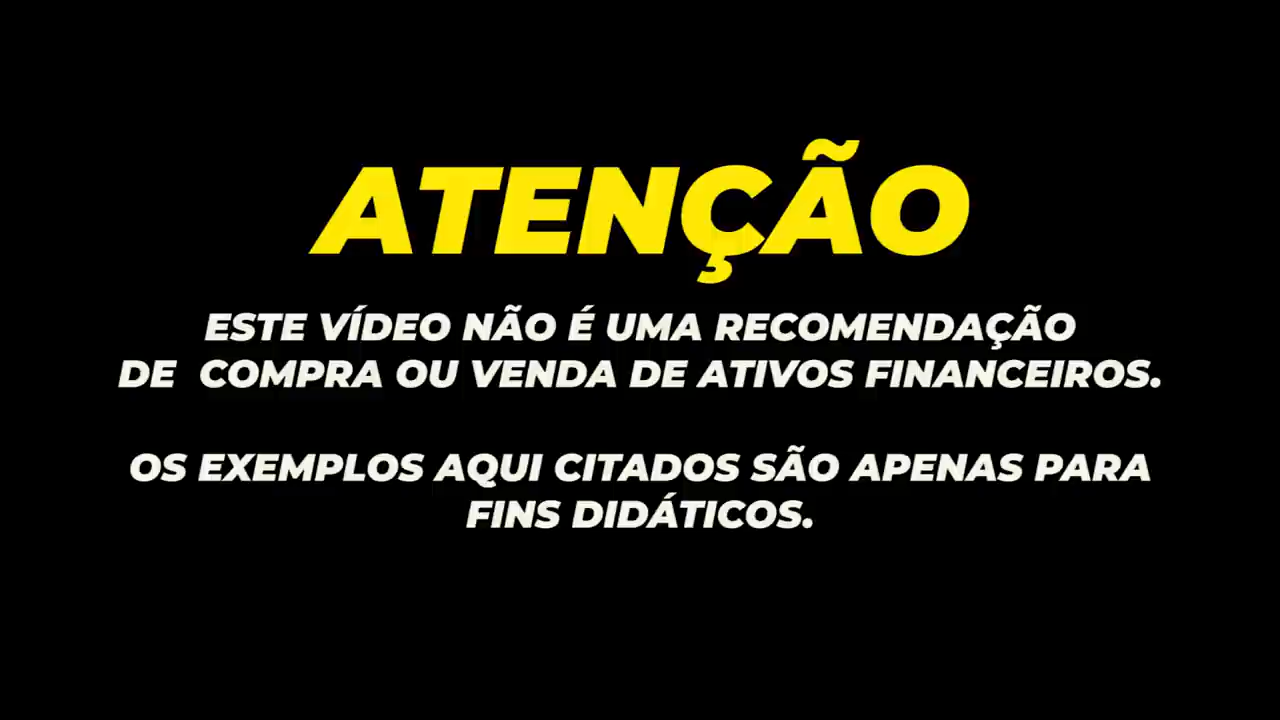 ATENÇÃO
ESTE VÍDEO NÃO É UMA RECOMENDAÇÃO
DE  COMPRA OU VENDA DE ATIVOS FINANCEIROS.
OS EXEMPLOS AQUI CITADOS SÃO APENAS PARA
FINS DIDÁTICOS.